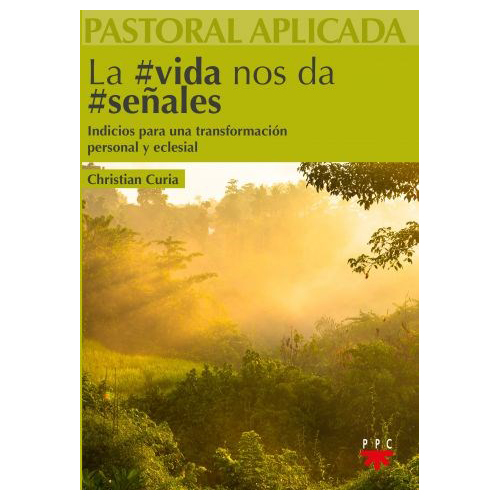 PASTORAL APLICADA
La #vida nos da
#señales
Indicios para una transformación
personal y eclesial
Christian Curia
PPC